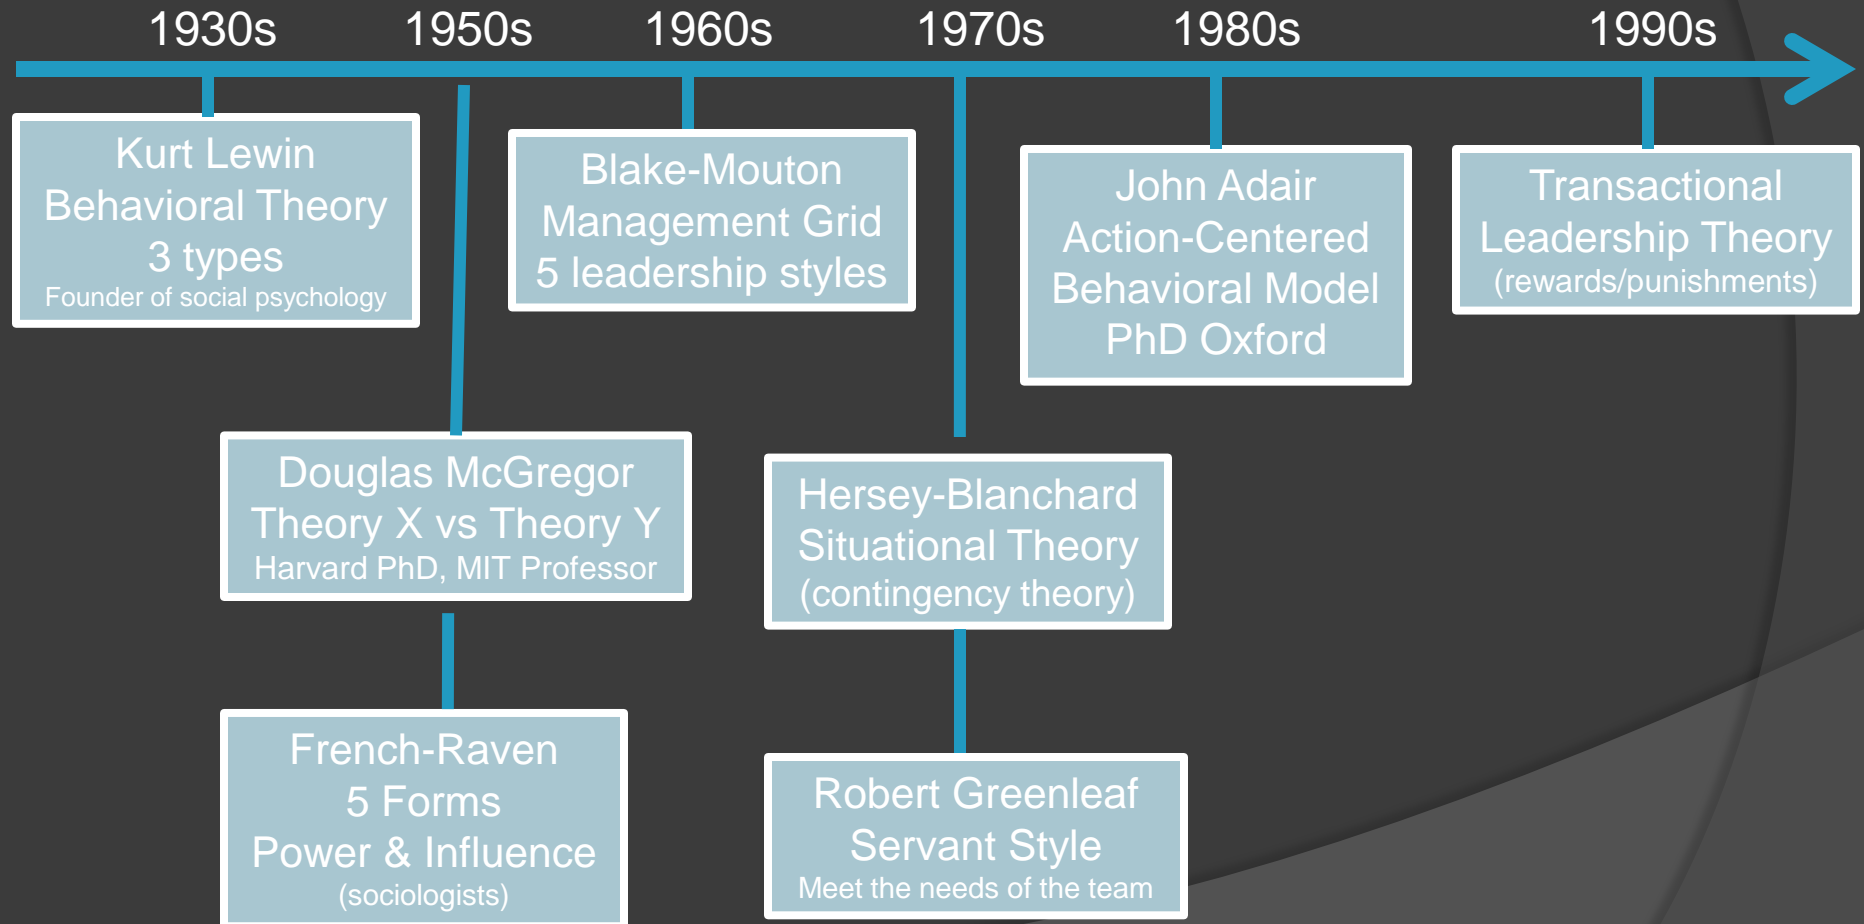 1930s
1950s
1960s
1970s
1980s
1990s
Kurt Lewin
Behavioral Theory
3 types
Founder of social psychology
Blake-Mouton
Management Grid
5 leadership styles
John Adair
Action-Centered
Behavioral Model
PhD Oxford
Transactional
Leadership Theory
(rewards/punishments)
Douglas McGregor
Theory X vs Theory Y
Harvard PhD, MIT Professor
Hersey-Blanchard
Situational Theory
(contingency theory)
French-Raven
5 Forms
Power & Influence
(sociologists)
Robert Greenleaf
Servant Style
Meet the needs of the team